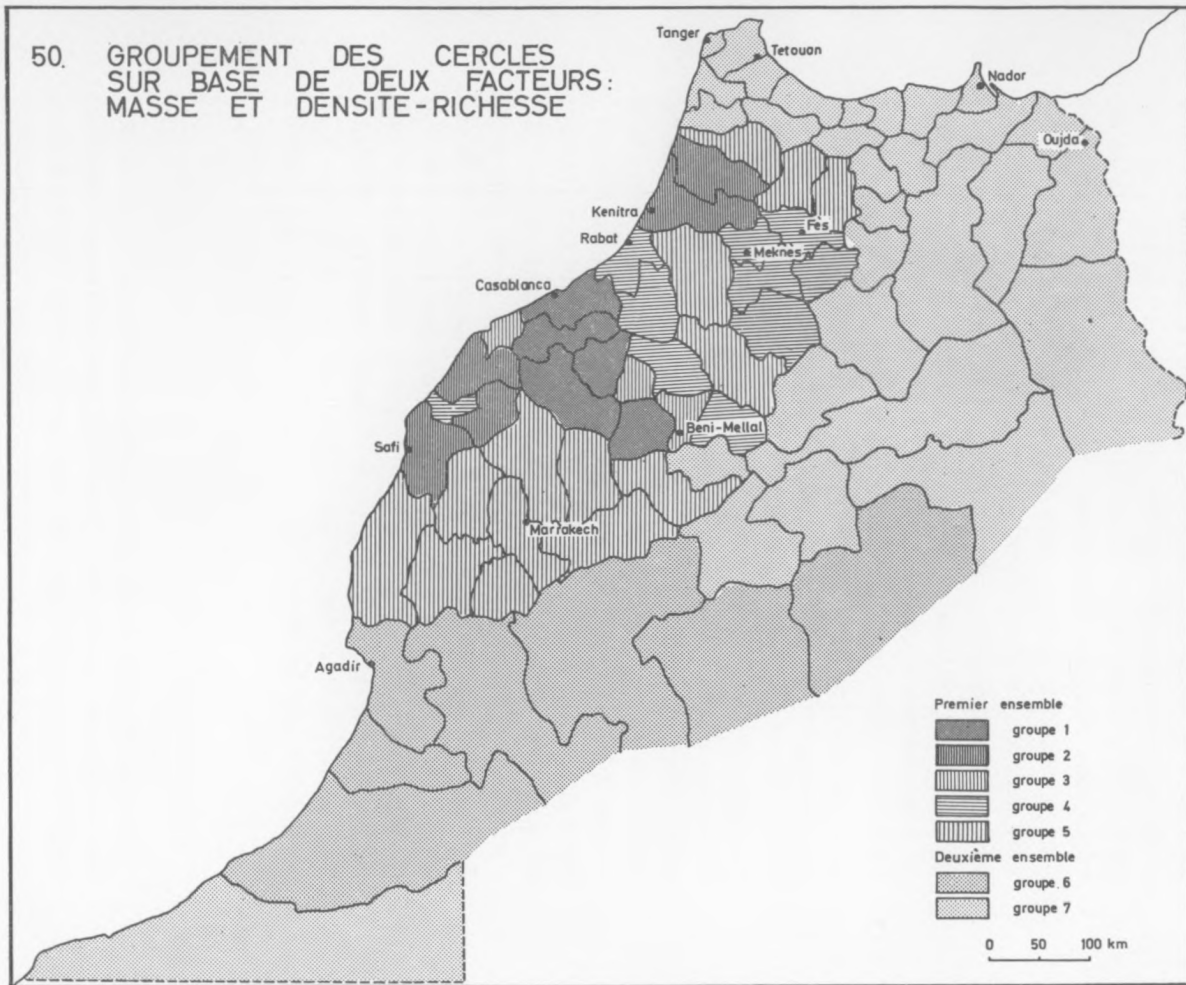 50. GROUPEMENT DES CERCLES
SUR BASE DE DEUX FACTEURS:
MASSE ET DENSITE-RICHESSE
Tanger
Tetouan
Nador
Oujda
Kenitra
Fès
Rabat
Meknès
Casablanca
Beni-Mellal
Safi
Marrakech
Agadir
Premier ensemble
groupe 1
groupe 2
groupe 3
groupe 4
groupe 5
Deuxième ensemble
groupe 6
groupe 7
0 50 100 km